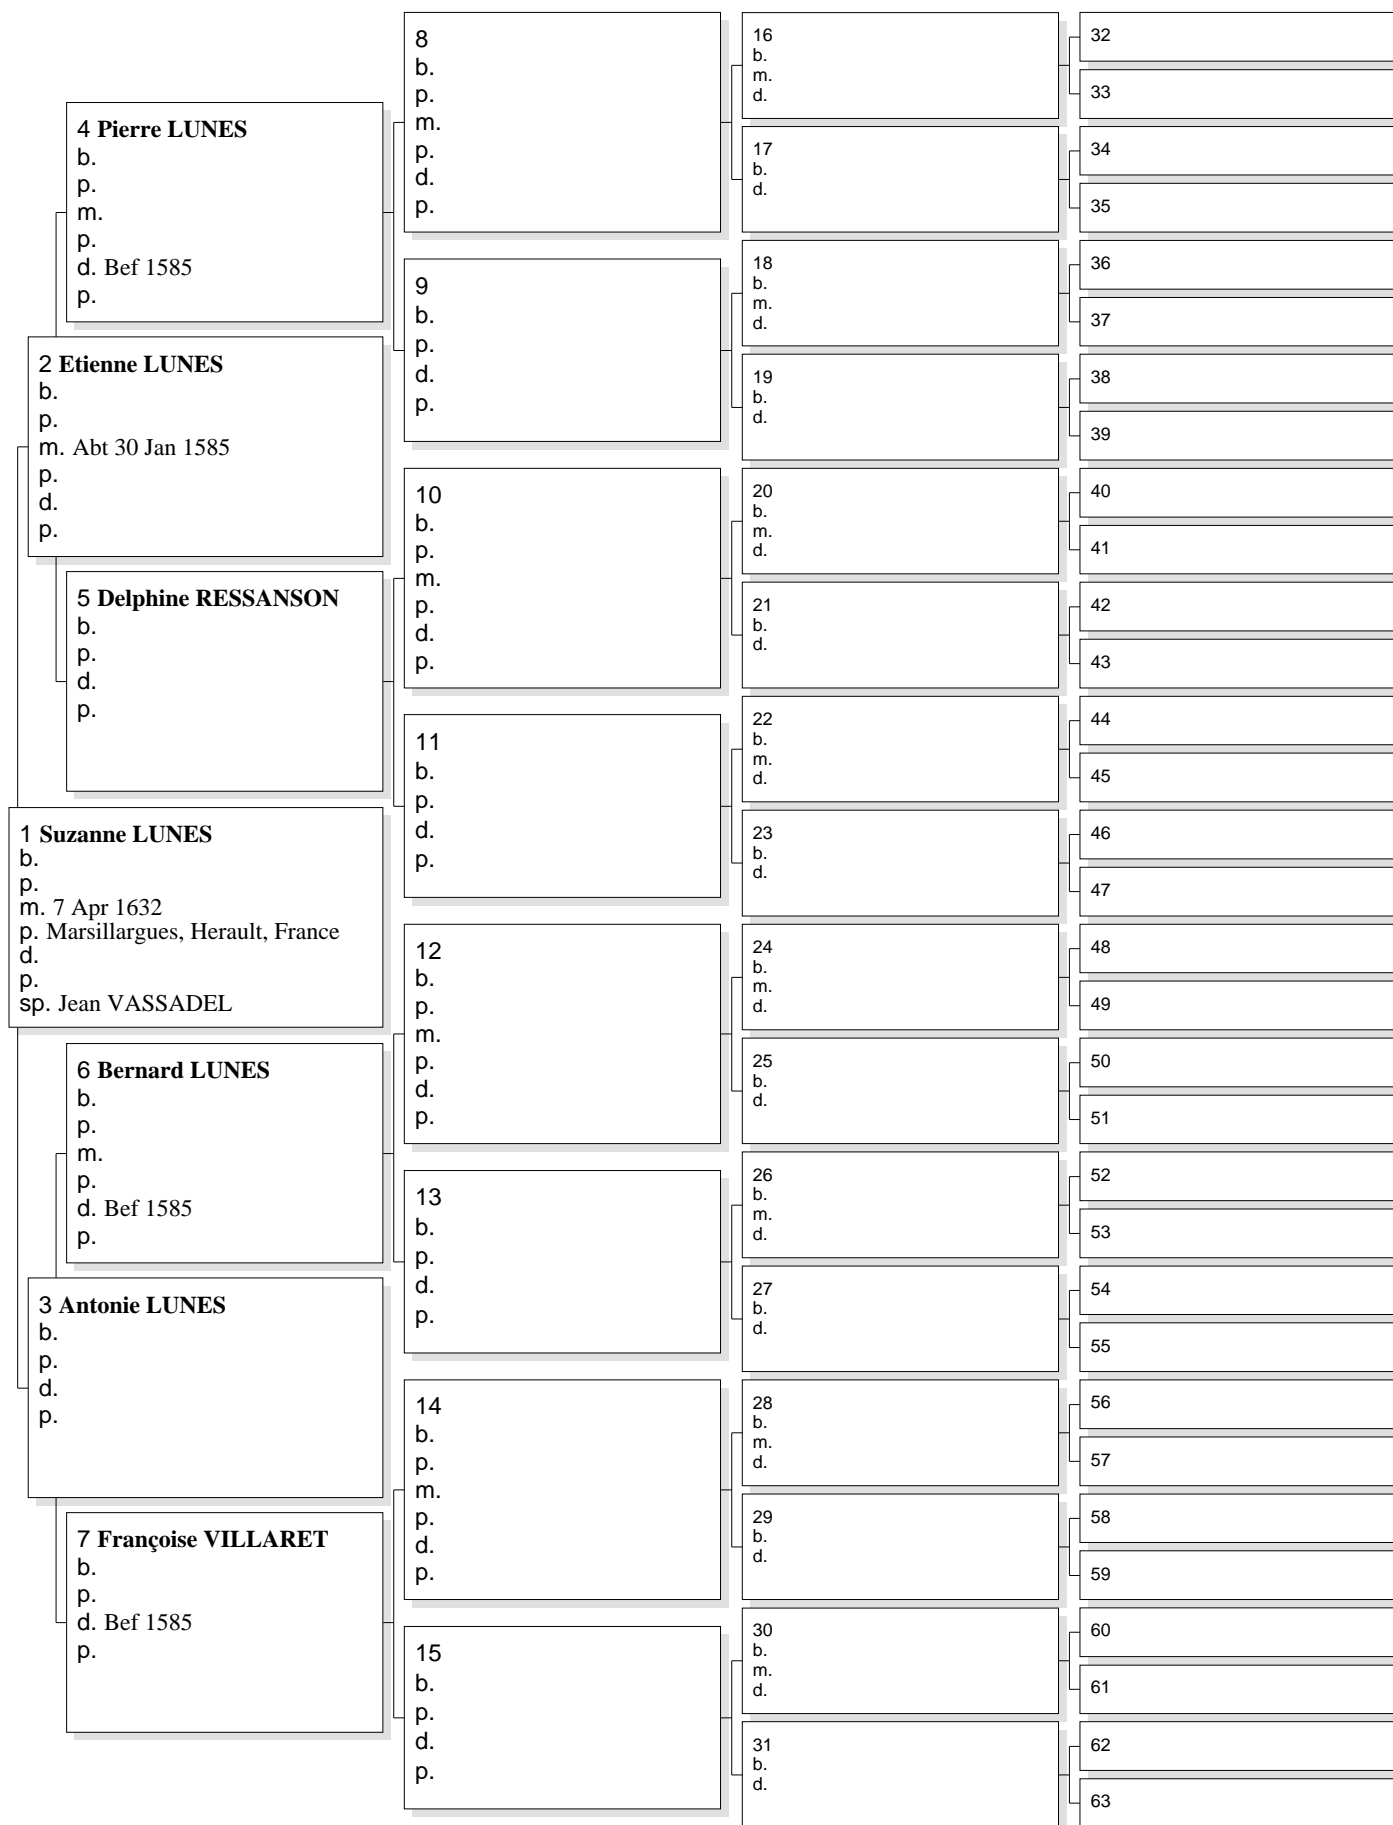 1 Suzanne LUNES
b.
p.
m. 7 Apr 1632
p. Marsillargues, Herault, France
d.
p.
sp. Jean VASSADEL
2 Etienne LUNES
b.
p.
m. Abt 30 Jan 1585
p.
d.
p.
3 Antonie LUNES
b.
p.
d.
p.
4 Pierre LUNES
b.
p.
m.
p.
d. Bef 1585
p.
5 Delphine RESSANSON
b.
p.
d.
p.
6 Bernard LUNES
b.
p.
m.
p.
d. Bef 1585
p.
7 Françoise VILLARET
b.
p.
d. Bef 1585
p.
8
b.
p.
m.
p.
d.
p.
9
b.
p.
d.
p.
10
b.
p.
m.
p.
d.
p.
11
b.
p.
d.
p.
12
b.
p.
m.
p.
d.
p.
13
b.
p.
d.
p.
14
b.
p.
m.
p.
d.
p.
15
b.
p.
d.
p.
16
b.
m.
d.
17
b.
d.
18
b.
m.
d.
19
b.
d.
20
b.
m.
d.
21
b.
d.
22
b.
m.
d.
23
b.
d.
24
b.
m.
d.
25
b.
d.
26
b.
m.
d.
27
b.
d.
28
b.
m.
d.
29
b.
d.
30
b.
m.
d.
31
b.
d.
32
33
34
35
36
37
38
39
40
41
42
43
44
45
46
47
48
49
50
51
52
53
54
55
56
57
58
59
60
61
62
63